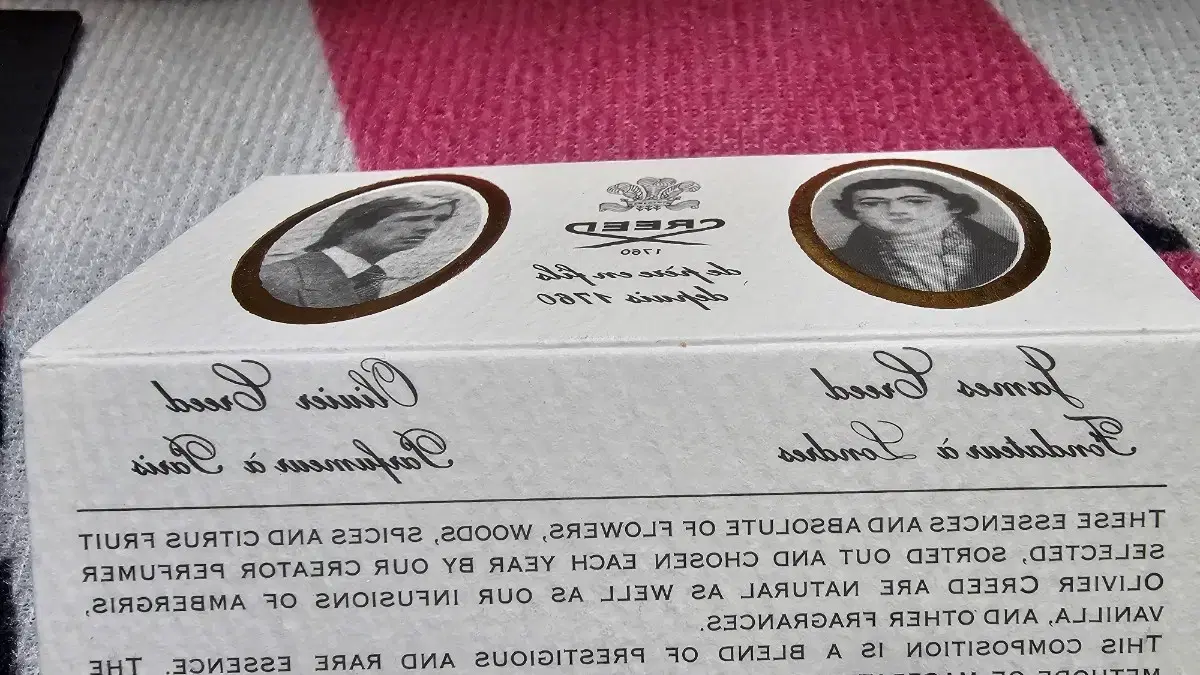 CREED
1760
de père en fils
depuis 1760
James Creed
Olivier Creed
Fondateur à Londres
Parfumeur à Paris
THESE ESSENCES AND ABSOLUTE OF FLOWERS, WOODS, SPICES AND CITRUS FRUIT
SELECTED, SORTED OUT AND CHOSEN EACH YEAR BY OUR CREATOR PERFUMER
OLIVIER CREED ARE NATURAL AS WELL AS OUR INFUSIONS OF AMBERGRIS,
VANILLA, AND OTHER FRAGRANCES.
THIS COMPOSITION IS A BLEND OF PRESTIGIOUS AND RARE ESSENCE. THE
METHODE OF